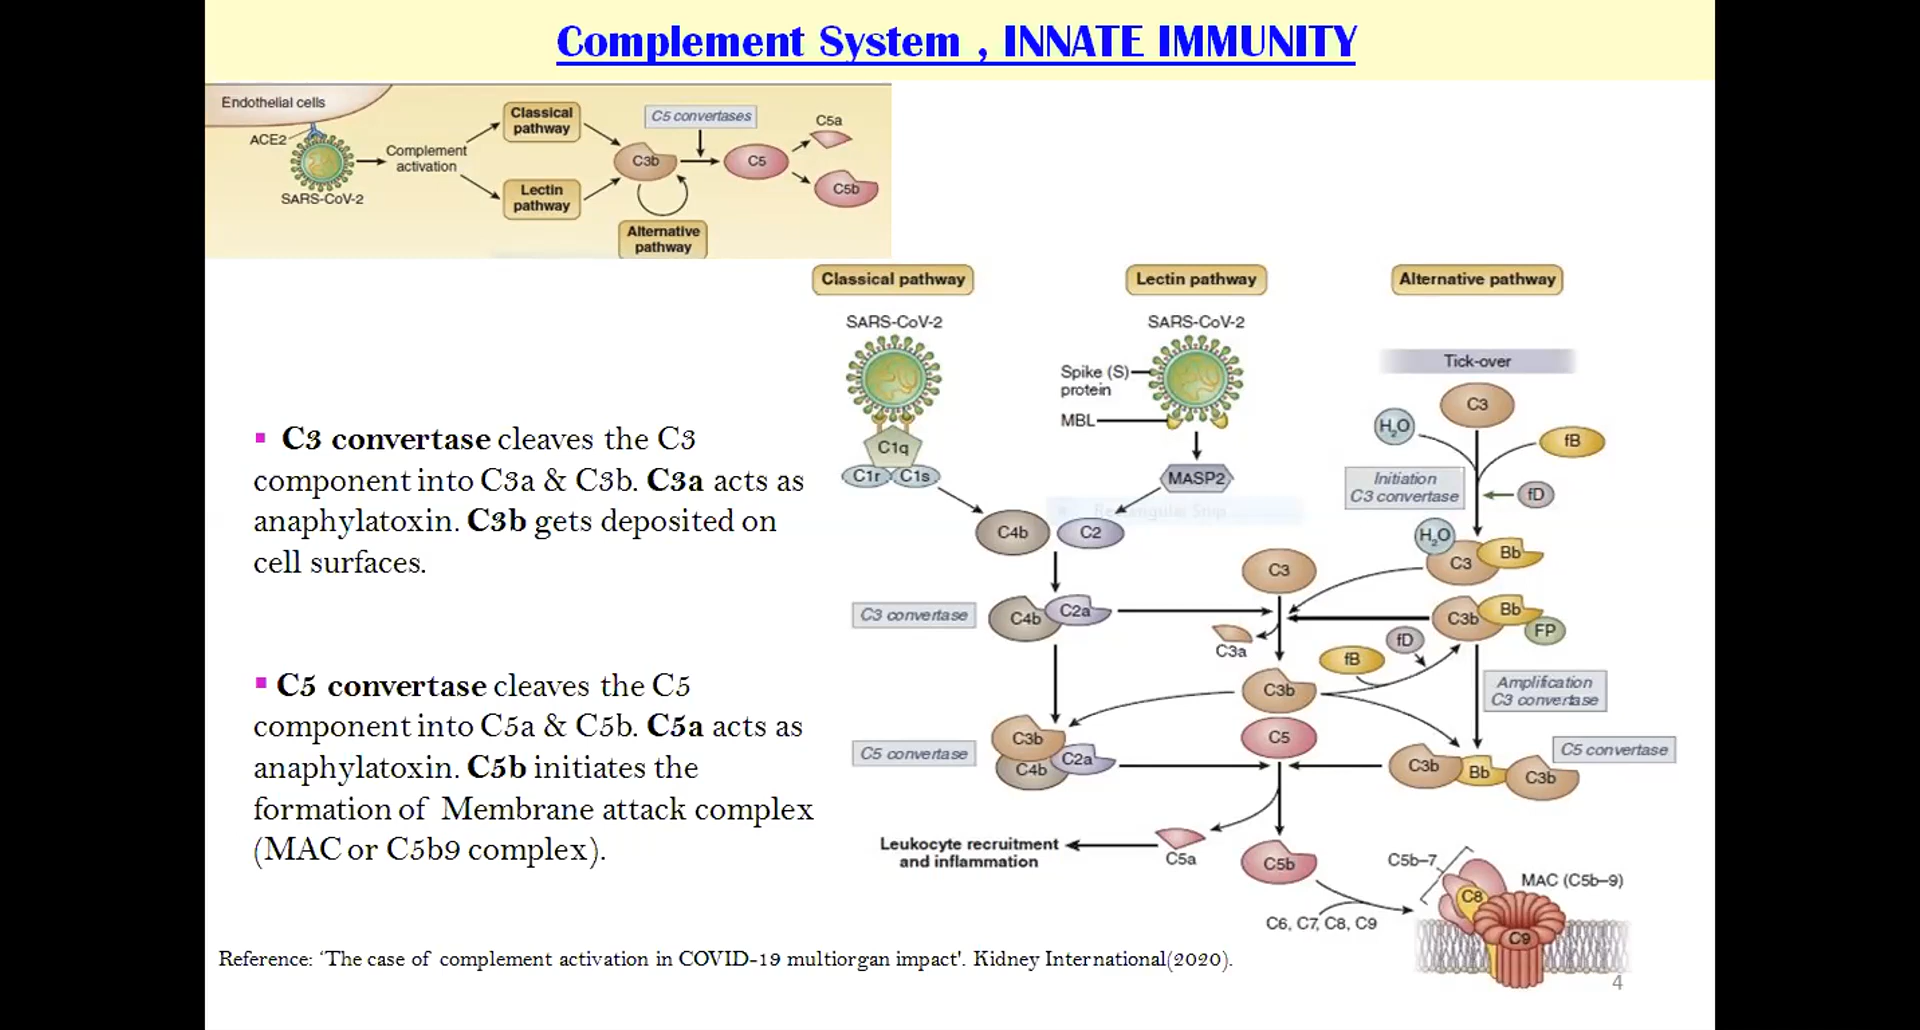 Complement System , INNATE IMMUNITY
Endothelial cells
ACE2
SARS-CoV-2
Complement
activation
Classical
pathway
Lectin
pathway
C5 convertases
C3b
C5
C5a
C5b
Alternative
pathway
Classical pathway
Lectin pathway
Alternative pathway
SARS-CoV-2
C1q
C1r
C1s
SARS-CoV-2
Spike (S)
protein
MBL
MASP2
Rectangular Snip
Tick-over
C3
H2O
fB
Initiation
C3 convertase
fD
H2O
C3
Bb
C4b
C2
C3
C3 convertase
C4b
C2a
C3a
C3b
Bb
FP
fD
fB
C3b
Amplification
C3 convertase
C5 convertase
C3b
C4b
C2a
C5
C3b
Bb
C3b
C5 convertase
Leukocyte recruitment
and inflammation
C5a
C5b
C6, C7, C8, C9
C5b–7
C8
MAC (C5b–9)
C9
▪ C3 convertase cleaves the C3
component into C3a & C3b. C3a acts as
anaphylatoxin. C3b gets deposited on
cell surfaces.
▪ C5 convertase cleaves the C5
component into C5a & C5b. C5a acts as
anaphylatoxin. C5b initiates the
formation of Membrane attack complex
(MAC or C5b9 complex).
Reference: ‘The case of complement activation in COVID-19 multiorgan impact'. Kidney International(2020).
4